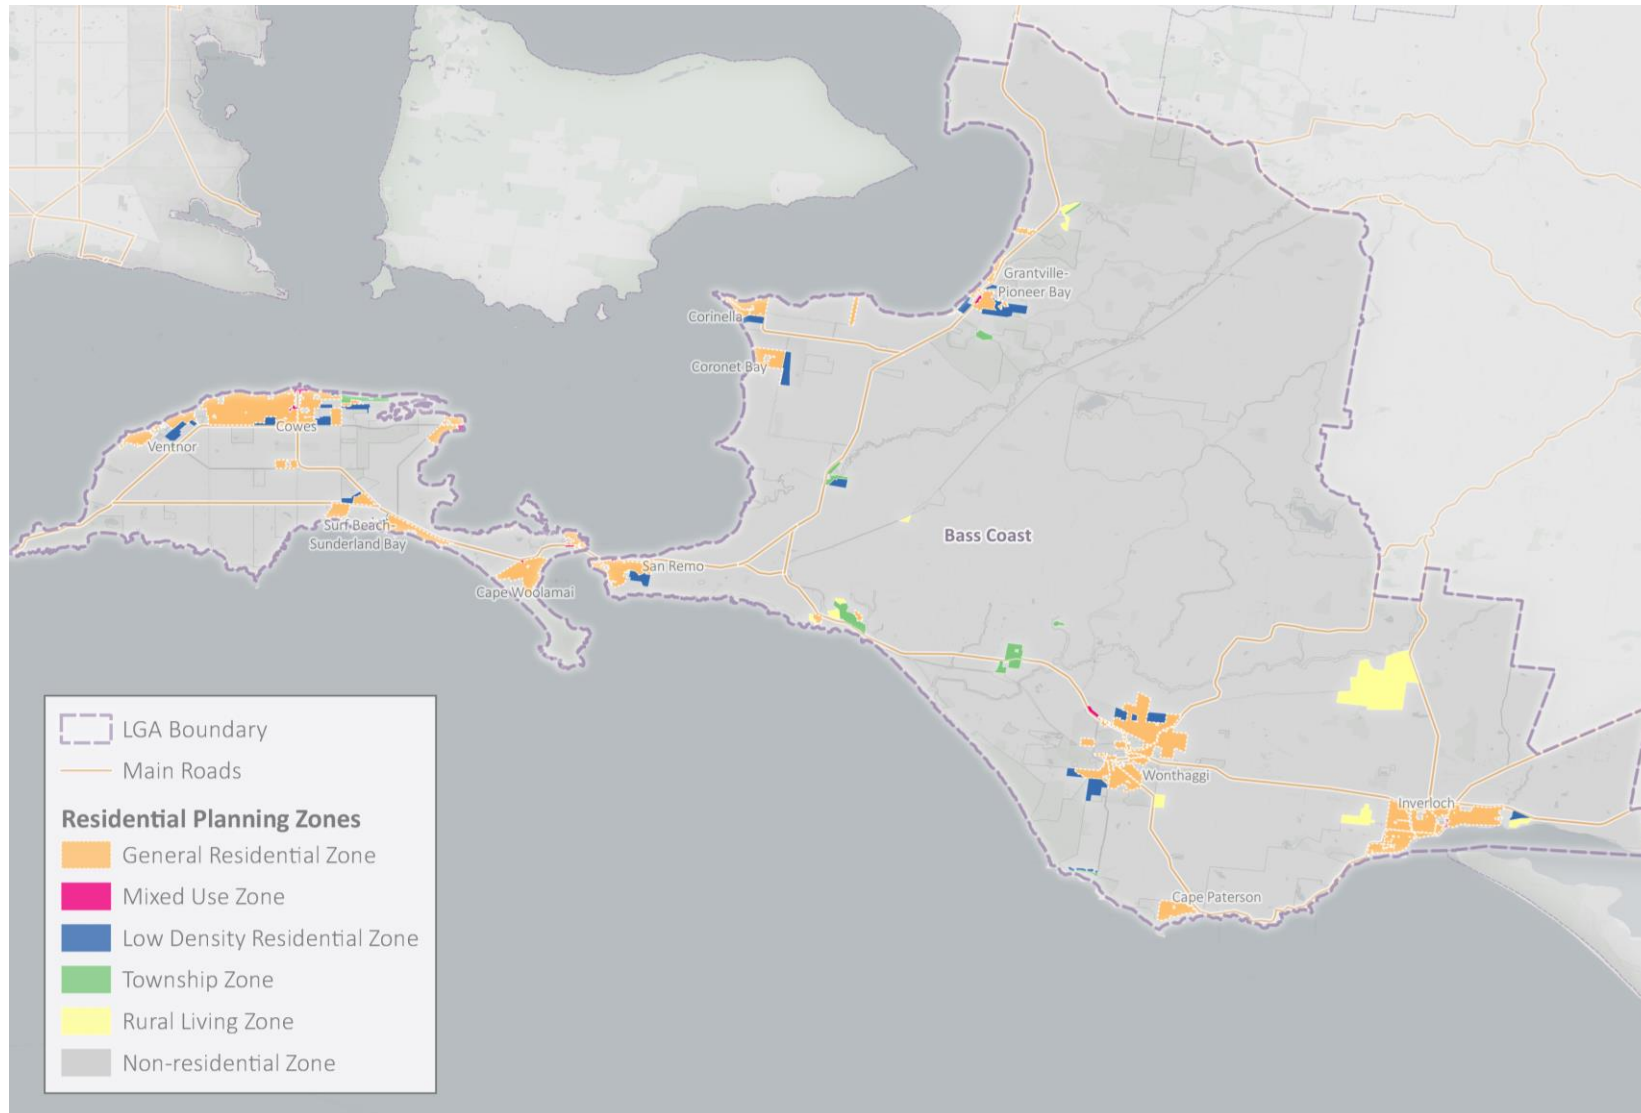 Grantville-
Pioneer Bay
Corinella
Coronet Bay
Cowes
Ventnor
Surf Beach-
Sunderland Bay
Bass Coast
San Remo
Cape Woolamai
Wonthaggi
Inverloch
Cape Paterson
LGA Boundary
Main Roads
Residential Planning Zones
General Residential Zone
Mixed Use Zone
Low Density Residential Zone
Township Zone
Rural Living Zone
Non-residential Zone